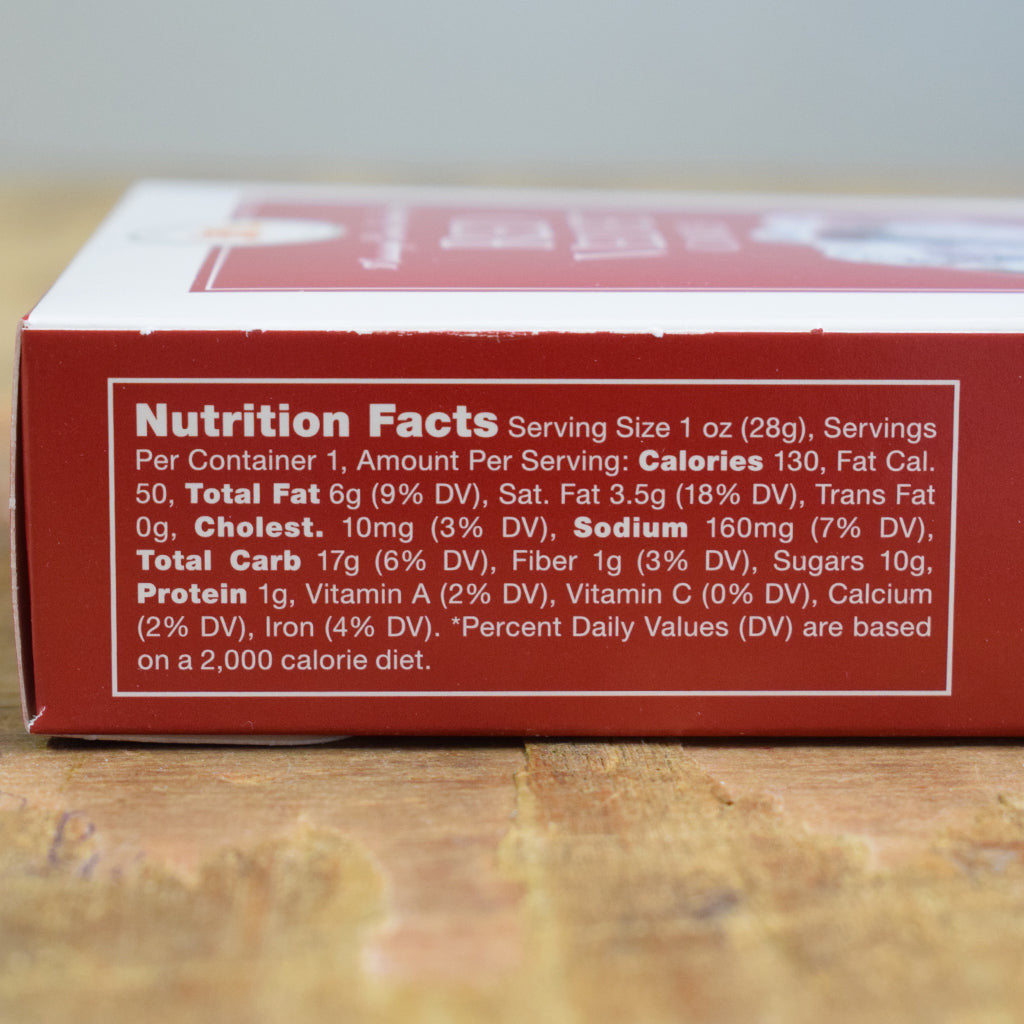 RED
VELVET
Nutrition Facts Serving Size 1 oz (28g), Servings
Per Container 1, Amount Per Serving: Calories 130, Fat Cal.
50, Total Fat 6g (9% DV), Sat. Fat 3.5g (18% DV), Trans Fat
0g, Cholest. 10mg (3% DV), Sodium 160mg (7% DV),
Total Carb 17g (6% DV), Fiber 1g (3% DV), Sugars 10g,
Protein 1g, Vitamin A (2% DV), Vitamin C (0% DV), Calcium
(2% DV), Iron (4% DV). *Percent Daily Values (DV) are based
on a 2,000 calorie diet.